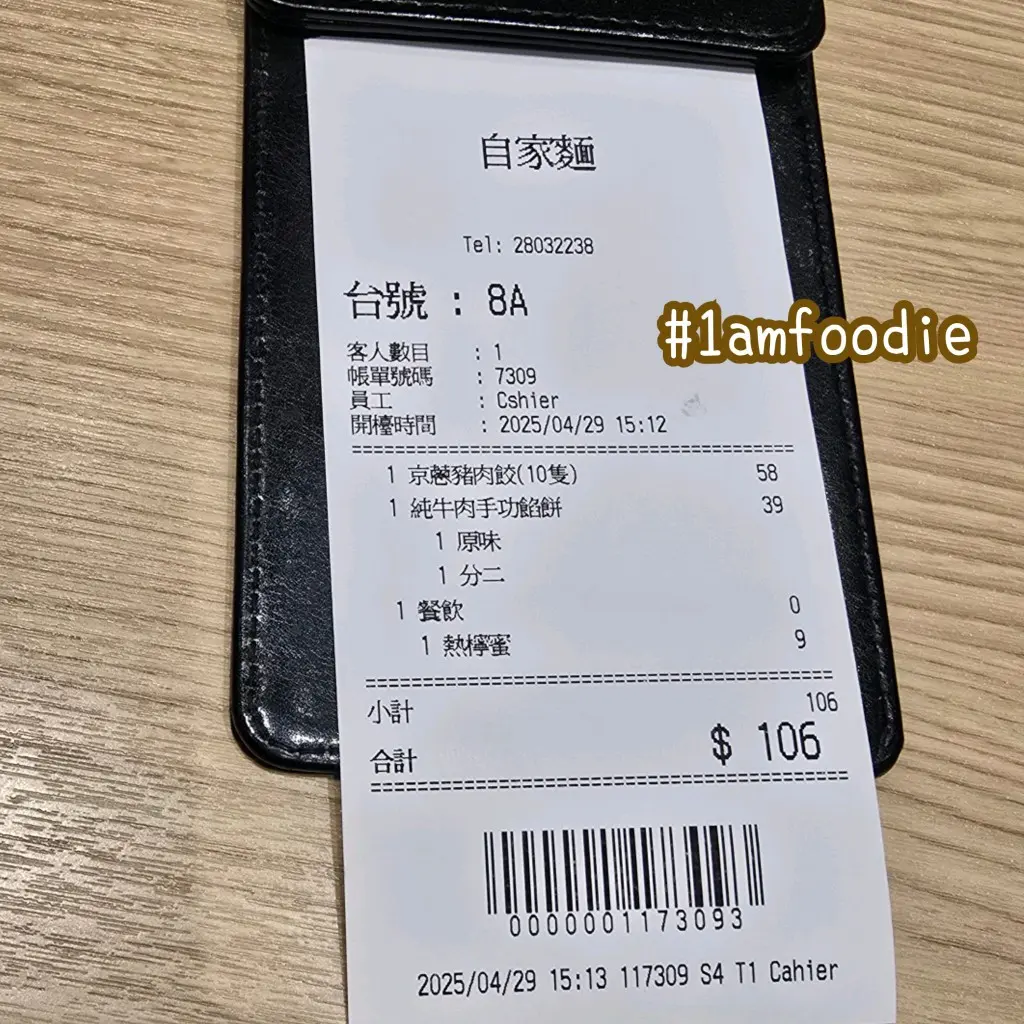 自家麵
Tel: 28032238
台號 : 8A
#1amfoodie
客人數目 : 1
帳單號碼 : 7309
員工 : Cshier
開檯時間 : 2025/04/29 15:12
1 京蔥豬肉餃(10隻) 58
1 純牛肉手功餡餅 39
1 原味
1 分二
1 餐飲 0
1 熱檸蜜 9
小計 106
合計 $ 106
0000001173093
2025/04/29 15:13 117309 S4 T1 Cahier